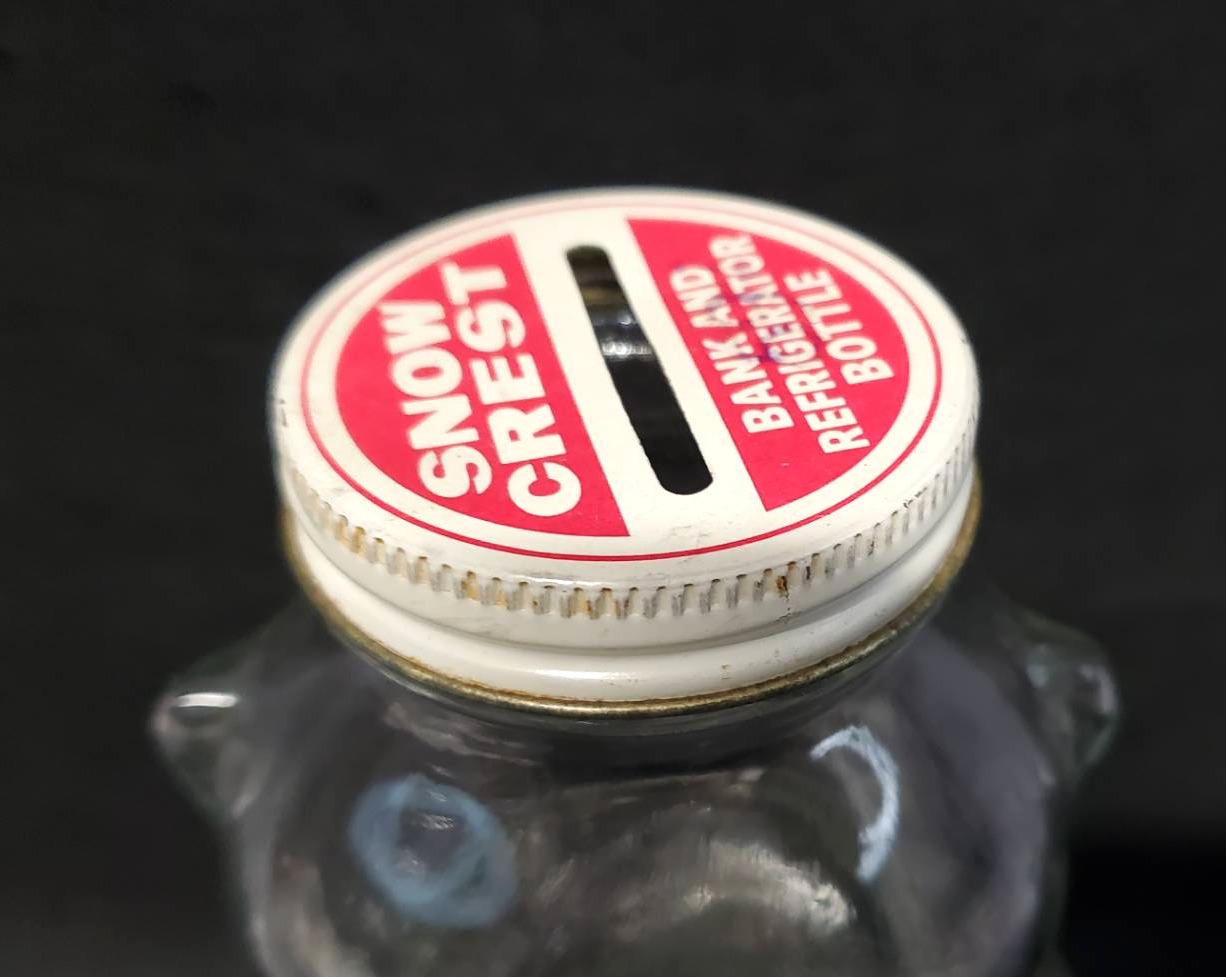 SNOW
CREST
BANK AND
REFRIGERATOR
BOTTLE